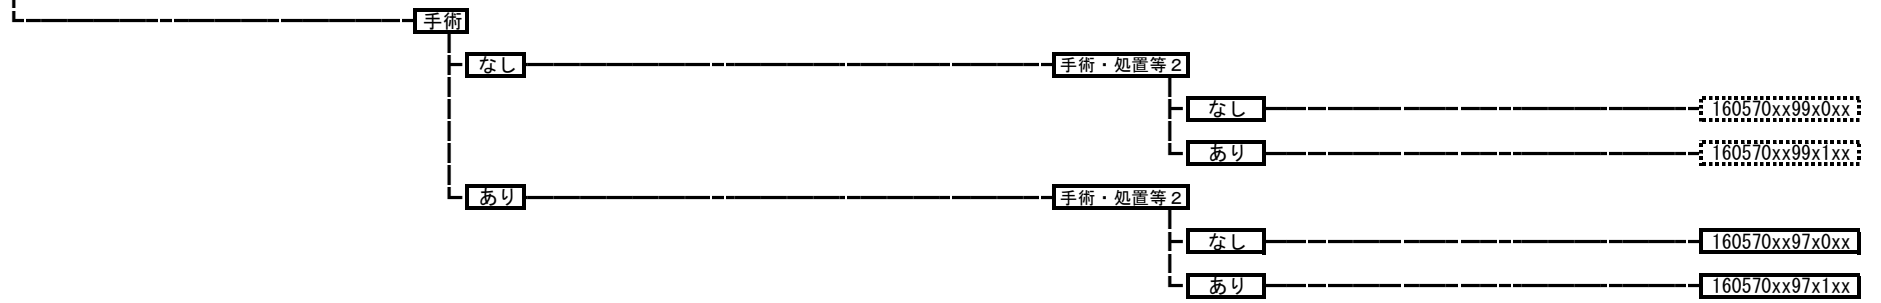 手術
なし
手術・処置等2
なし
160570xx99x0xx
あり
160570xx99x1xx
あり
手術・処置等2
なし
160570xx97x0xx
あり
160570xx97x1xx